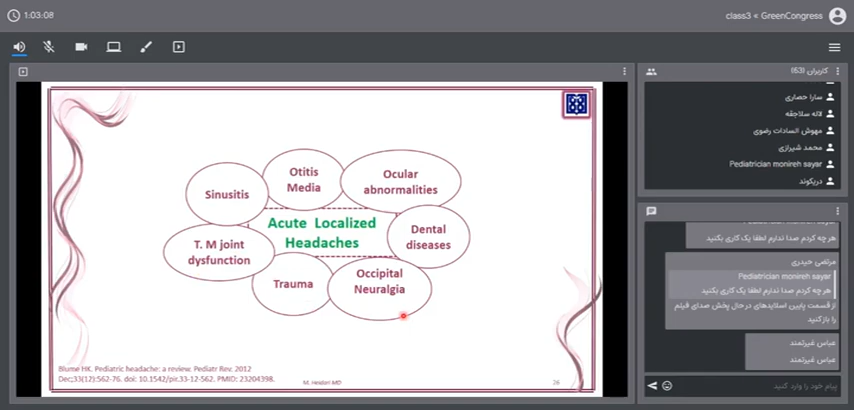 1:03:08
class3 < GreenCongress
Acute Localized
Headaches
Sinusitis
Otitis
Media
Ocular
abnormalities
Dental
diseases
Occipital
Neuralgia
Trauma
T. M joint
dysfunction
Blume HK. Pediatric headache: a review. Pediatr Rev. 2012
Dec;33(12):562-76. doi: 10.1542/pir.33-12-562. PMID: 23204398.
M. heidari MD
26
کاربران (63)
سارا حصاری
لاله سلاجقه
مهوش السادات رضوی
محمد شیرازی
Pediatrician monireh sayar
دریکوند
هر چه کردم صدا ندارم لطفا یک کاری بکنید
مرتضی حیدری
Pediatrician monireh sayar
هر چه کردم صدا ندارم لطفا یک کاری بکنید
از قسمت پایین اسلایدهای در حال پخش صدای فیلم
را باز کنید
عباس غیرتمند
عباس غیرتمند
پیام خود را وارد کنید